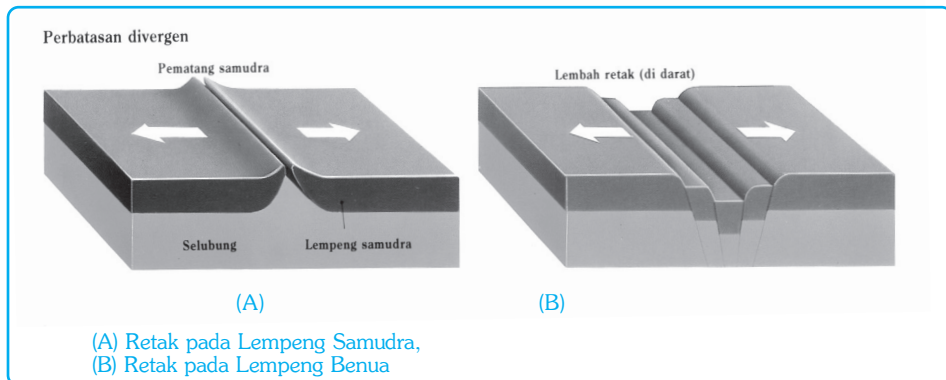 Perbatasan divergen
Pematang samudra
Lembah retak (di darat)
Selubung
Lempeng samudra
(A)
(B)
(A) Retak pada Lempeng Samudra,
(B) Retak pada Lempeng Benua